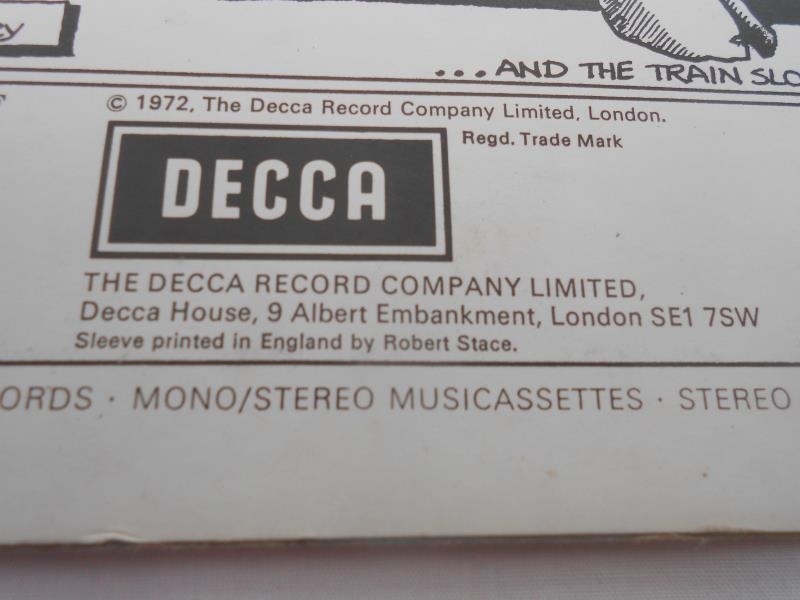 ... AND THE TRAIN
© 1972, The Decca Record Company Limited, London.
Regd. Trade Mark
DECCA
THE DECCA RECORD COMPANY LIMITED,
Decca House, 9 Albert Embankment, London SE1 7SW
Sleeve printed in England by Robert Stace.
· MONO/STEREO MUSICASSETTES · STEREO